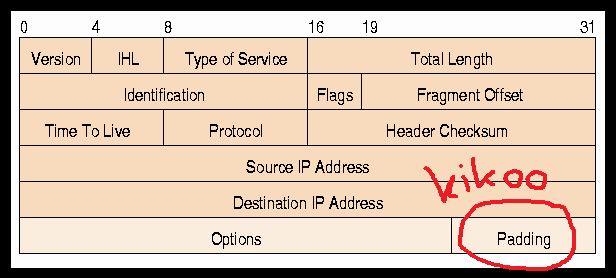 0 4 8 16 19 31
Version IHL Type of Service Total Length
Identification Flags Fragment Offset
Time To Live Protocol Header Checksum
Source IP Address
kikoo
Destination IP Address
Options Padding